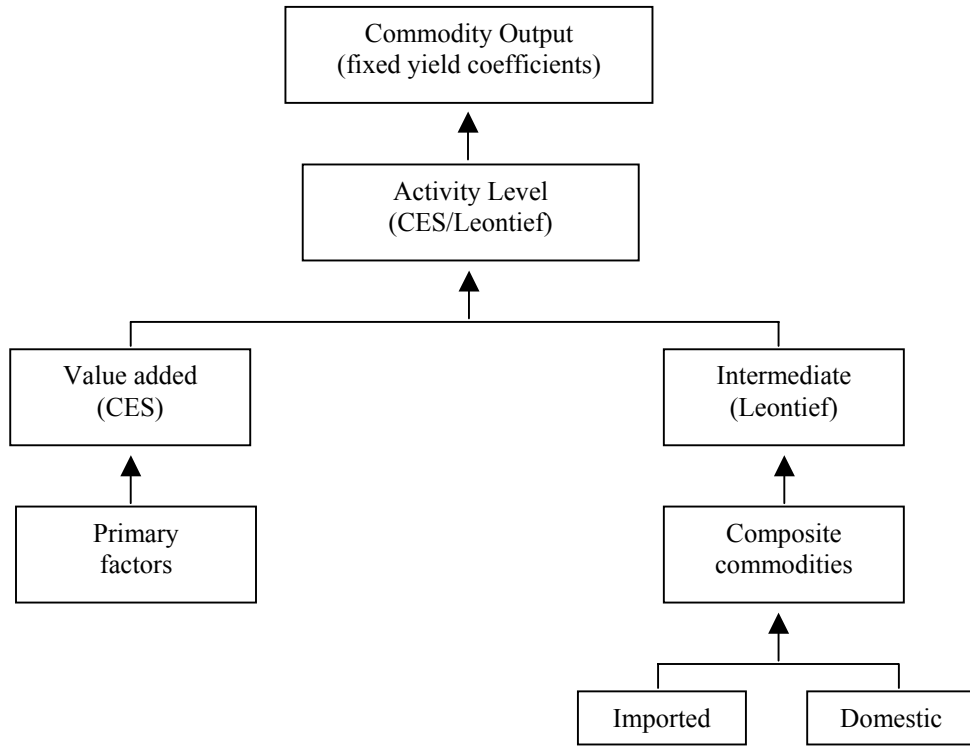 Commodity Output
(fixed yield coefficients)
Activity Level
(CES/Leontief)
Value added
(CES)
Intermediate
(Leontief)
Primary
factors
Composite
commodities
Imported
Domestic